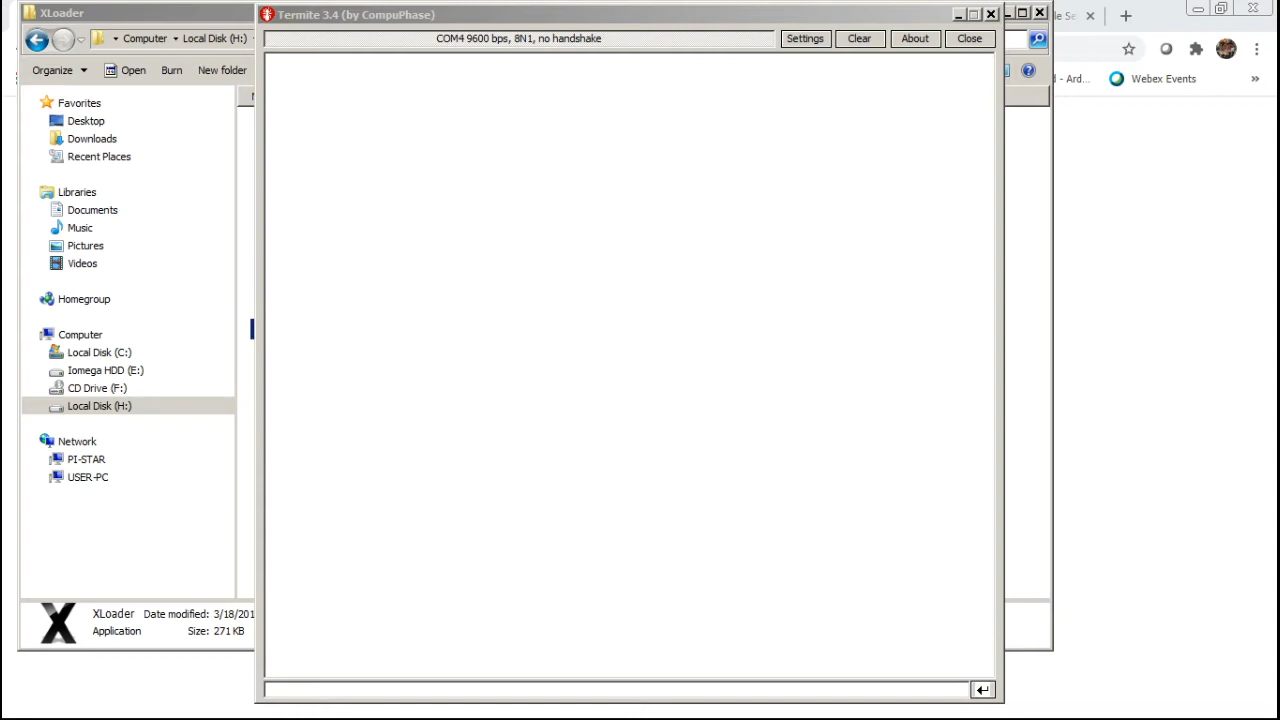 XLoader
Termite 3.4 (by CompuPhase)
Computer Local Disk (H:)
COM4 9600 bps, 8N1, no handshake
Settings
Clear
About
Close
Organize
Open
Burn
New folder
d - Ard...
Webex Events
»
Favorites
Desktop
Downloads
Recent Places
Libraries
Documents
Music
Pictures
Videos
Homegroup
Computer
Local Disk (C:)
Iomega HDD (E:)
CD Drive (F:)
Local Disk (H:)
Network
PI-STAR
USER-PC
XLoader Date modified: 3/18/201
Application Size: 271 KB